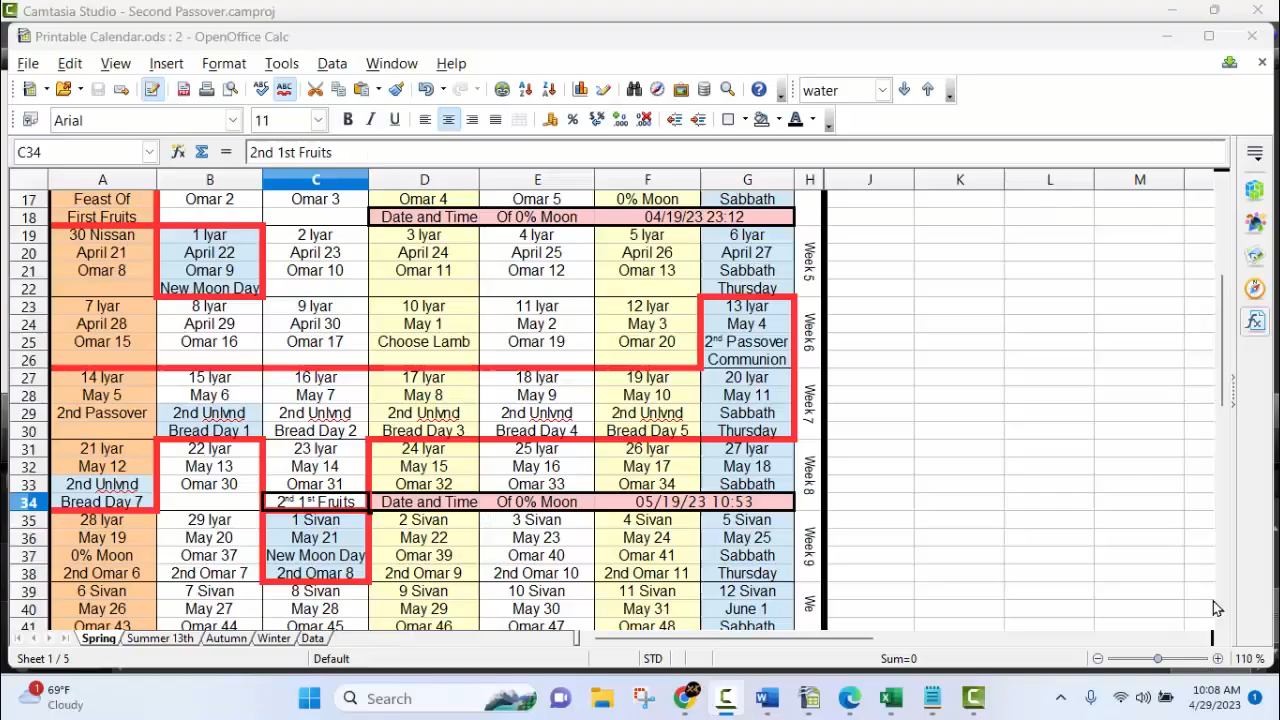 Camtasia Studio - Second Passover.camproj
Printable Calendar.ods : 2 - OpenOffice Calc
File Edit View Insert Format Tools Data Window Help
water
Arial 11
C34 2nd 1st Fruits
A B C D E F G H J K L M
17 Feast Of Omar 2 Omar 3 Omar 4 Omar 5 0% Moon Sabbath
18 First Fruits Date and Time Of 0% Moon 04/19/23 23:12
19 30 Nissan 1 Iyar 2 Iyar 3 Iyar 4 Iyar 5 Iyar 6 Iyar
20 April 21 April 22 April 23 April 24 April 25 April 26 April 27
21 Omar 8 Omar 9 Omar 10 Omar 11 Omar 12 Omar 13 Sabbath
22 New Moon Day Thursday
Week 5
23 7 Iyar 8 Iyar 9 Iyar 10 Iyar 11 Iyar 12 Iyar 13 Iyar
24 April 28 April 29 April 30 May 1 May 2 May 3 May 4
25 Omar 15 Omar 16 Omar 17 Choose Lamb Omar 19 Omar 20 2nd Passover
26 Communion
Week 6
27 14 Iyar 15 Iyar 16 Iyar 17 Iyar 18 Iyar 19 Iyar 20 Iyar
28 May 5 May 6 May 7 May 8 May 9 May 10 May 11
29 2nd Passover 2nd Unlvnd 2nd Unlvnd 2nd Unlvnd 2nd Unlvnd 2nd Unlvnd Sabbath
30 Bread Day 1 Bread Day 2 Bread Day 3 Bread Day 4 Bread Day 5 Thursday
Week 7
31 21 Iyar 22 Iyar 23 Iyar 24 Iyar 25 Iyar 26 Iyar 27 Iyar
32 May 12 May 13 May 14 May 15 May 16 May 17 May 18
33 2nd Unlvnd Omar 30 Omar 31 Omar 32 Omar 33 Omar 34 Sabbath
34 Bread Day 7 2nd 1st Fruits Date and Time Of 0% Moon 05/19/23 10:53
Week 8
35 28 Iyar 29 Iyar 1 Sivan 2 Sivan 3 Sivan 4 Sivan 5 Sivan
36 May 19 May 20 May 21 May 22 May 23 May 24 May 25
37 0% Moon Omar 37 New Moon Day Omar 39 Omar 40 Omar 41 Sabbath
38 2nd Omar 6 2nd Omar 7 2nd Omar 8 2nd Omar 9 2nd Omar 10 2nd Omar 11 Thursday
Week 9
39 6 Sivan 7 Sivan 8 Sivan 9 Sivan 10 Sivan 11 Sivan 12 Sivan
40 May 26 May 27 May 28 May 29 May 30 May 31 June 1
41 Omar 43 Omar 44 Omar 45 Omar 46 Omar 47 Omar 48 Sabbath
We
Spring Summer 13th Autumn Winter Data
Sheet 1 / 5 Default STD Sum=0 110 %
1 69°F
Cloudy
Search
10:08 AM
4/29/2023